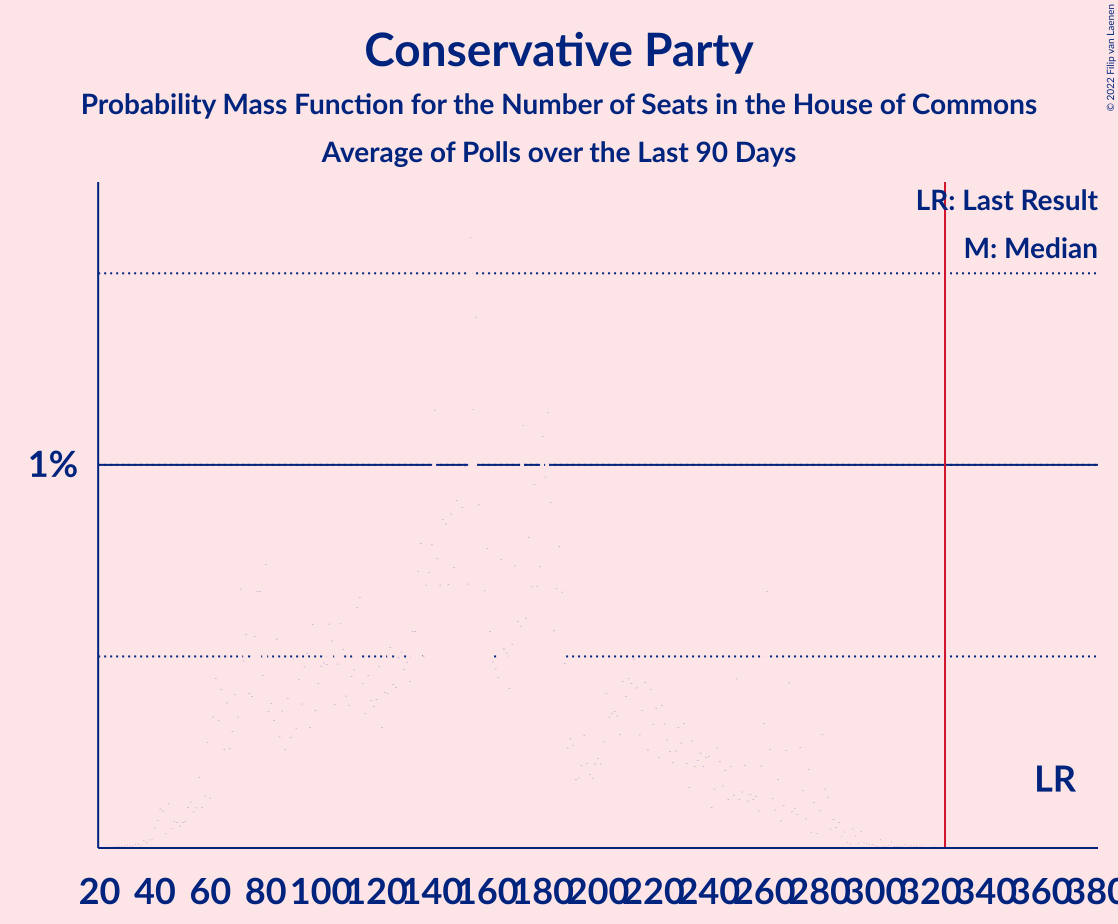 Conservative Party
Probability Mass Function for the Number of Seats in the House of Commons
Average of Polls over the Last 90 Days
© 2022 Filip van Laenen
LR: Last Result
M: Median
1%
LR
20 40 60 80 100 120 140 160 180 200 220 240 260 280 300 320 340 360 380